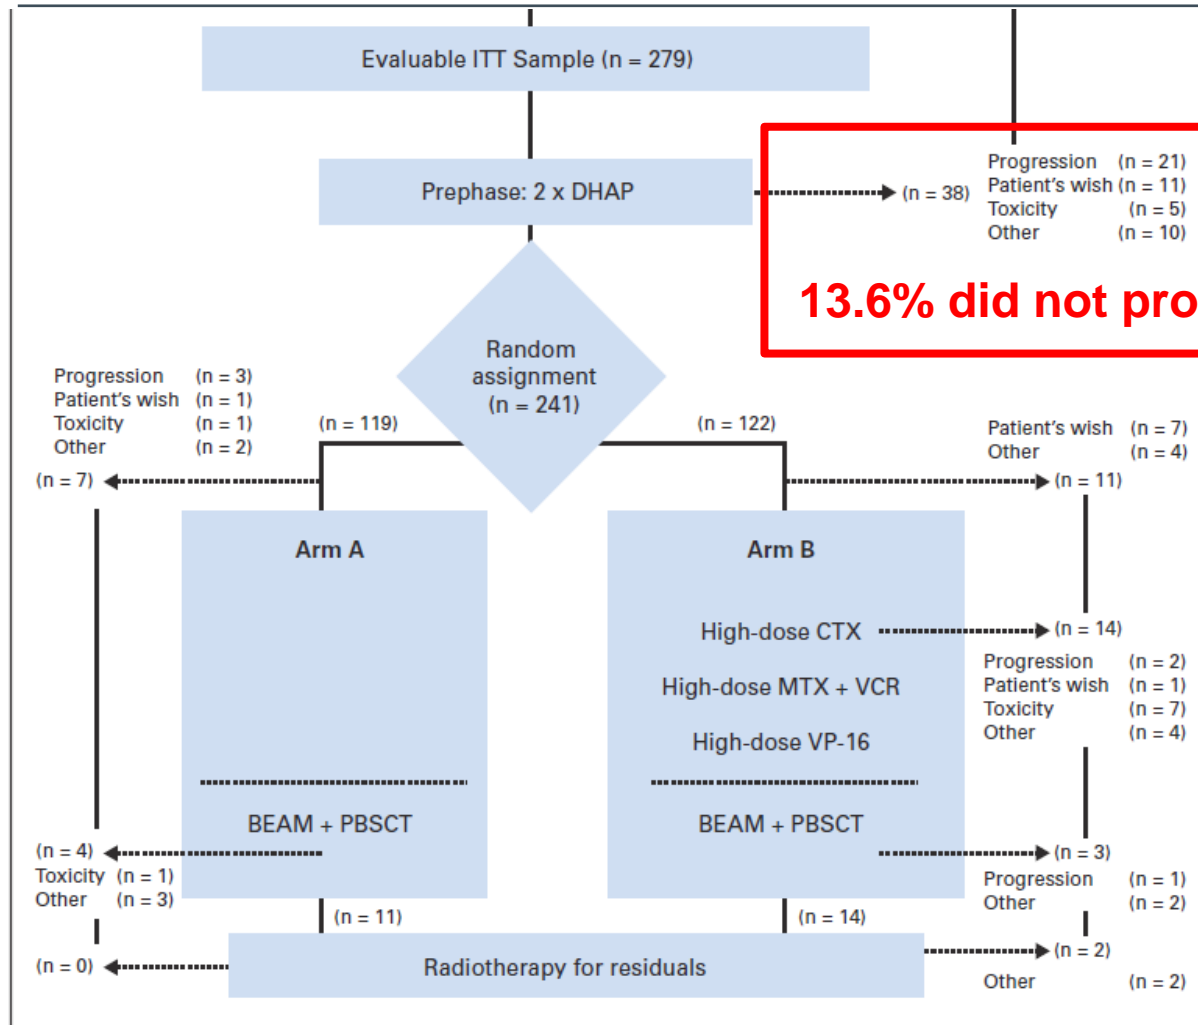 Evaluable ITT Sample (n = 279)
Prephase: 2 x DHAP
(n = 38)
Progression (n = 21)
Patient's wish (n = 11)
Toxicity (n = 5)
Other (n = 10)
13.6% did not pro
Random
assignment
(n = 241)
(n = 119)
(n = 122)
Progression (n = 3)
Patient's wish (n = 1)
Toxicity (n = 1)
Other (n = 2)
(n = 7)
Patient's wish (n = 7)
Other (n = 4)
(n = 11)
Arm A
BEAM + PBSCT
Arm B
High-dose CTX
High-dose MTX + VCR
High-dose VP-16
BEAM + PBSCT
(n = 14)
Progression (n = 2)
Patient's wish (n = 1)
Toxicity (n = 7)
Other (n = 4)
(n = 4)
Toxicity (n = 1)
Other (n = 3)
(n = 3)
Progression (n = 1)
Other (n = 2)
(n = 11)
(n = 14)
Radiotherapy for residuals
(n = 0)
(n = 2)
Other (n = 2)